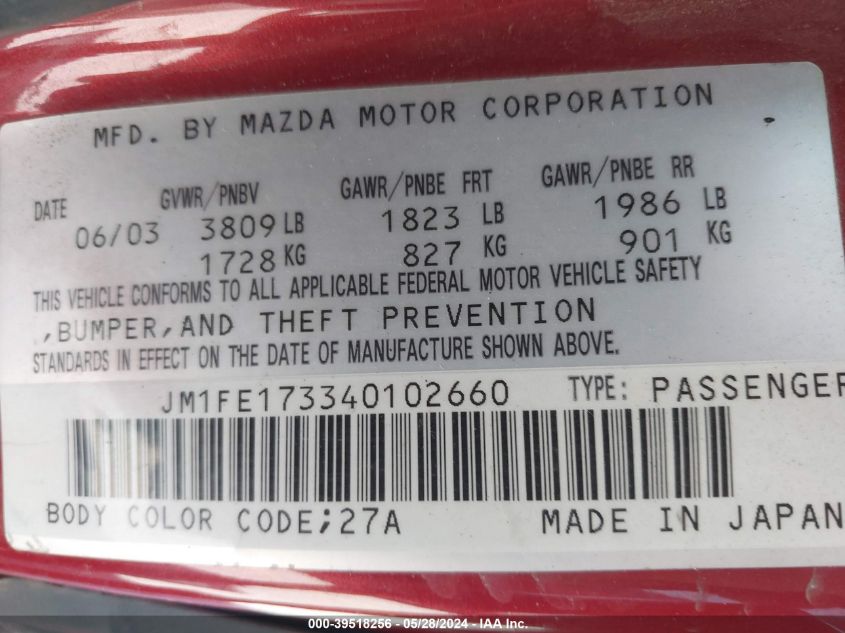 MFD. BY MAZDA MOTOR CORPORATION
DATE GVWR/PNBV GAWR/PNBE FRT GAWR/PNBE RR
06/03 3809 LB 1823 LB 1986 LB
1728 KG 827 KG 901 KG
THIS VEHICLE CONFORMS TO ALL APPLICABLE FEDERAL MOTOR VEHICLE SAFETY
,BUMPER,AND THEFT PREVENTION
STANDARDS IN EFFECT ON THE DATE OF MANUFACTURE SHOWN ABOVE.
JM1FE173340102660 TYPE: PASSENGER
BODY COLOR CODE;27A MADE IN JAPAN
000-39518256 - 05/28/2024 - IAAI Inc.